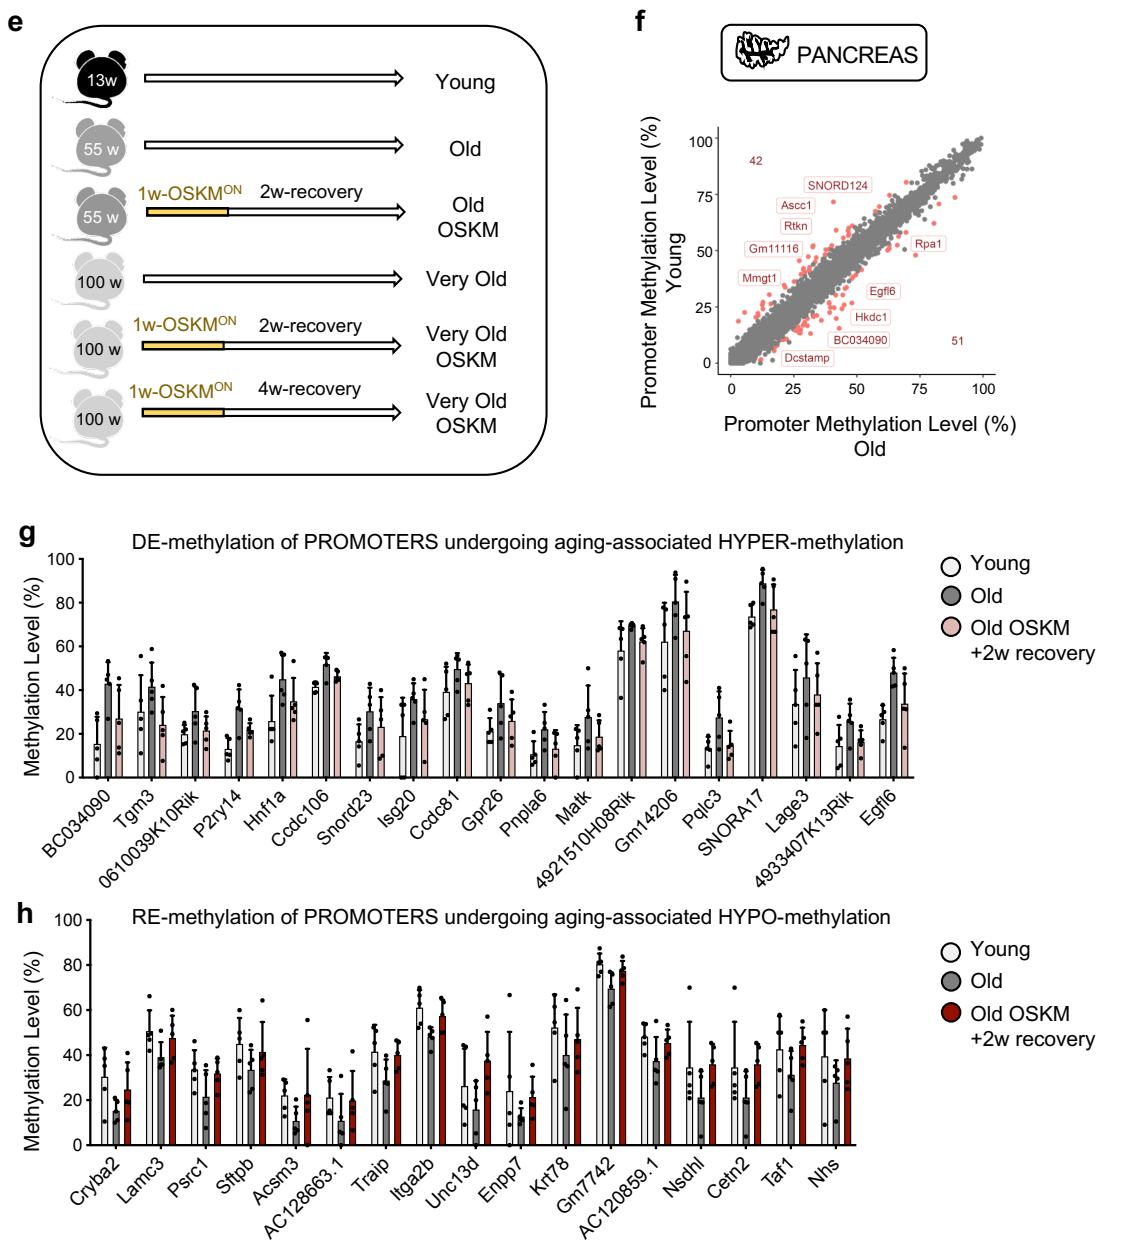 e
13w
Young
55 w
Old
1w-OSKMON
2w-recovery
55 w
Old
OSKM
100 w
Very Old
1w-OSKMON
2w-recovery
100 w
Very Old
OSKM
1w-OSKMON
4w-recovery
100 w
Very Old
OSKM
f
PANCREAS
Promoter Methylation Level (%)
Young
100
75
50
25
0
42
SNORD124
Ascc1
Rtkn
Gm11116
Mmgt1
Rpa1
Egfl6
Hkdc1
BC034090
51
Dcstamp
0
25
50
75
100
Promoter Methylation Level (%)
Old
g
DE-methylation of PROMOTERS undergoing aging-associated HYPER-methylation
Methylation Level (%)
100
80
60
40
20
0
BC034090
Tgm3
0610039K10Rik
P2ry14
Hnf1a
Ccdc106
Snord23
Isg20
Ccdc81
Gpr26
Pnpla6
Matk
4921510H08Rik
Gm14206
Pqlc3
SNORA17
Lage3
4933407K13Rik
Egfl6
Young
Old
Old OSKM
+2w recovery
h
RE-methylation of PROMOTERS undergoing aging-associated HYPO-methylation
Methylation Level (%)
100
80
60
40
20
0
Cryba2
Lamc3
Psrc1
Sftpb
Acsm3
AC128663.1
Traip
Itga2b
Unc13d
Enpp7
Krt78
Gm7742
AC120859.1
Nsdhl
Cetn2
Taf1
Nhs
Young
Old
Old OSKM
+2w recovery